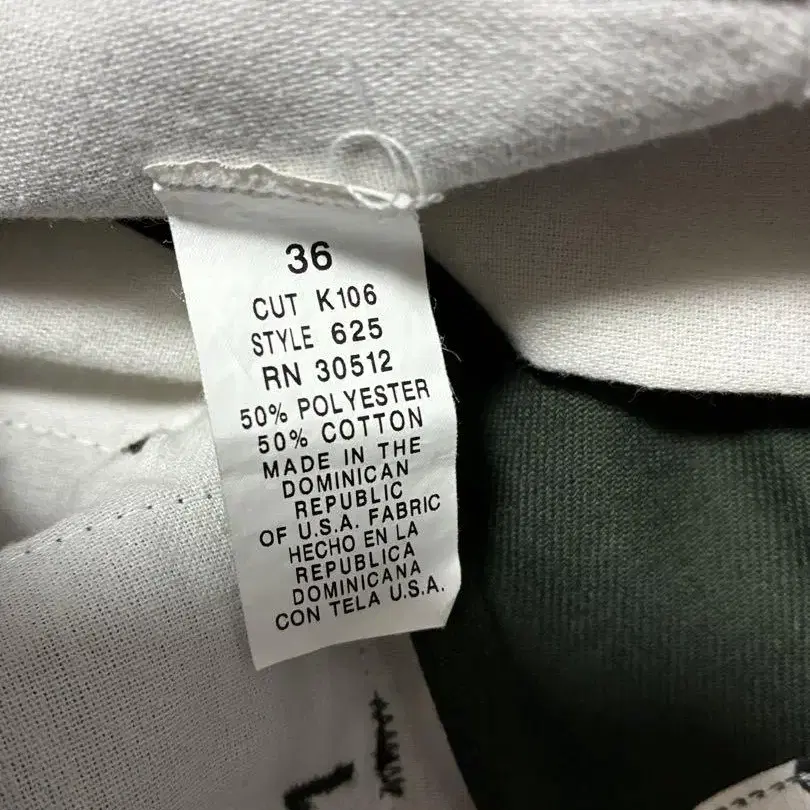 36
CUT K106
STYLE 625
RN 30512
50% POLYESTER
50% COTTON
MADE IN THE
DOMINICAN
REPUBLIC
OF U.S.A. FABRIC
HECHO EN LA
REPUBLICA
DOMINICANA
CON TELA U.S.A.